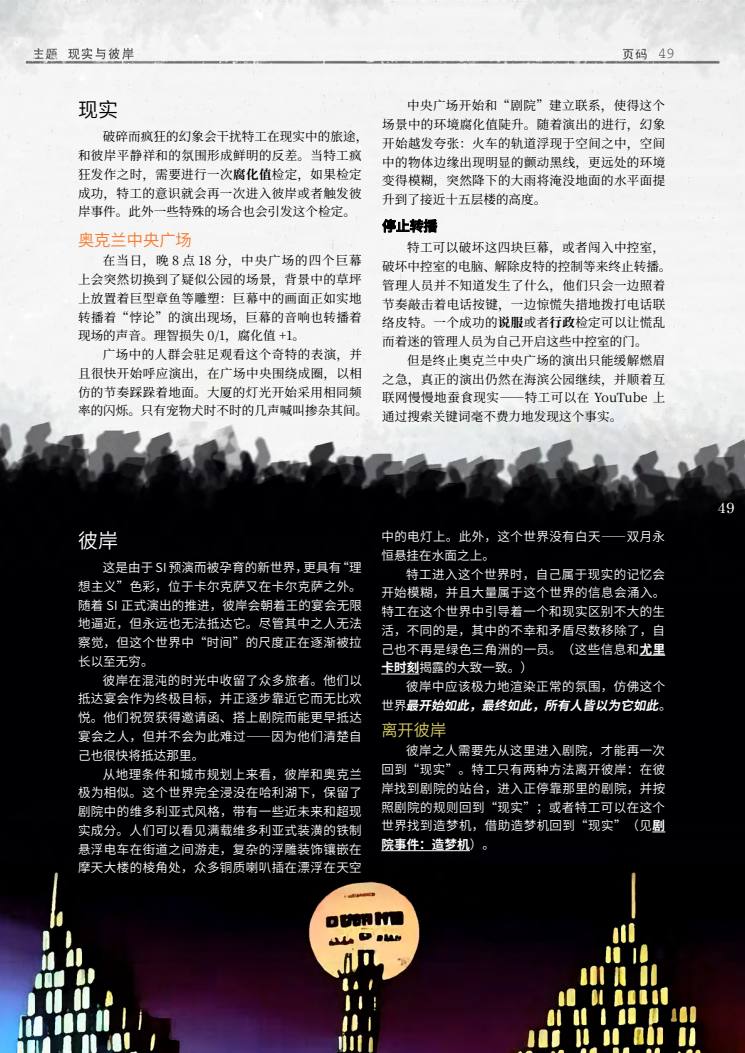 主题 现实与彼岸
页码 49
现实
破碎而疯狂的幻象会干扰特工在现实中的旅途，
和彼岸平静祥和的氛围形成鲜明的反差。当特工疯
狂发作之时，需要进行一次腐化值检定，如果检定
成功，特工的意识就会再一次进入彼岸或者触发彼
岸事件。此外一些特殊的场合也会引发这个检定。
奥克兰中央广场
在当日，晚 8 点 18 分，中央广场的四个巨幕
上会突然切换到了疑似公园的场景，背景中的草坪
上放置着巨型章鱼等雕塑：巨幕中的画面正如实地
转播着“悖论”的演出现场，巨幕的音响也转播着
现场的声音。理智损失 0/1，腐化值 +1。
广场中的人群会驻足观看这个奇特的表演，并
且很快开始呼应演出，在广场中央围绕成圈，以相
仿的节奏踩跺着地面。大厦的灯光开始采用相同频
率的闪烁。只有宠物犬时不时的几声喊叫掺杂其间。
中央广场开始和“剧院”建立联系，使得这个
场景中的环境腐化值陡升。随着演出的进行，幻象
开始越发夸张：火车的轨道浮现于空间之中，空间
中的物体边缘出现明显的颤动黑线，更远处的环境
变得模糊，突然降下的大雨将淹没地面的水平面提
升到了接近十五层楼的高度。
停止转播
特工可以破坏这四块巨幕，或者闯入中控室，
破坏中控室的电脑、解除皮特的控制等来终止转播。
管理人员并不知道发生了什么，他们只会一边照着
节奏敲击着电话按键，一边惊慌失措地拨打电话联
络皮特。一个成功的说服或者行政检定可以让慌乱
而着迷的管理人员为自己开启这些中控室的门。
但是终止奥克兰中央广场的演出只能缓解燃眉
之急，真正的演出仍然在海滨公园继续，并顺着互
联网慢慢地蚕食现实——特工可以在 YouTube 上
通过搜索关键词毫不费力地发现这个事实。
49
彼岸
这是由于 SI 预演而被孕育的新世界，更具有“理
想主义”色彩，位于卡尔克萨又在卡尔克萨之外。
随着 SI 正式演出的推进，彼岸会朝着王的宴会无限
地逼近，但永远也无法抵达它。尽管其中之人无法
察觉，但这个世界中“时间”的尺度正在逐渐被拉
长以至无穷。
彼岸在混沌的时光中收留了众多旅者。他们以
抵达宴会作为终极目标，并正逐步靠近它而无比欢
悦。他们祝贺获得邀请函、搭上剧院而能更早抵达
宴会之人，但并不会为此难过——因为他们清楚自
己也很快将抵达那里。
从地理条件和城市规划上来看，彼岸和奥克兰
极为相似。这个世界完全浸没在哈利湖下，保留了
剧院中的维多利亚式风格，带有一些近未来和超现
实成分。人们可以看见满载维多利亚式装潢的铁制
悬浮电车在街道之间游走，复杂的浮雕装饰镶嵌在
摩天大楼的棱角处，众多铜质喇叭插在漂浮在天空
中的电灯上。此外，这个世界没有白天——双月永
恒悬挂在水面之上。
特工进入这个世界时，自己属于现实的记忆会
开始模糊，并且大量属于这个世界的信息会涌入。
特工在这个世界中引导着一个和现实区别不大的生
活，不同的是，其中的不幸和矛盾尽数移除了，自
己也不再是绿色三角洲的一员。（这些信息和尤里
卡时刻揭露的大致一致。）
彼岸中应该极力地渲染正常的氛围，仿佛这个
世界最开始如此，最终如此，所有人皆以为它如此。
离开彼岸
彼岸之人需要先从这里进入剧院，才能再一次
回到“现实”。特工只有两种方法离开彼岸：在彼
岸找到剧院的站台，进入正停靠那里的剧院，并按
照剧院的规则回到“现实”；或者特工可以在这个
世界找到造梦机，借助造梦机回到“现实”（见剧
院事件：造梦机）。